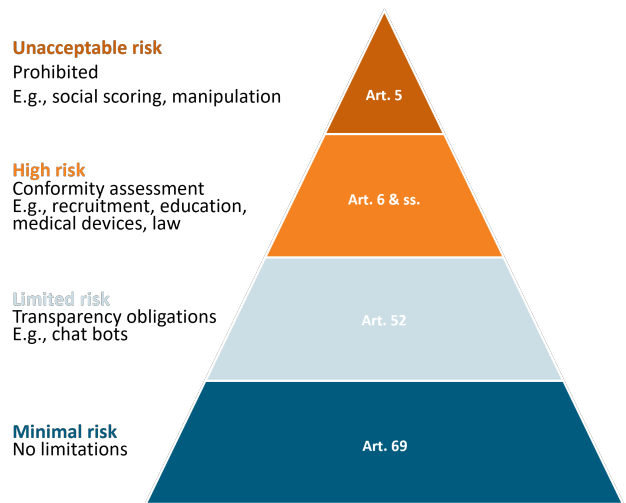 Unacceptable risk
Prohibited
E.g., social scoring, manipulation
Art. 5
High risk
Conformity assessment
E.g., recruitment, education,
medical devices, law
Art. 6 & ss.
Limited risk
Transparency obligations
E.g., chat bots
Art. 52
Minimal risk
No limitations
Art. 69